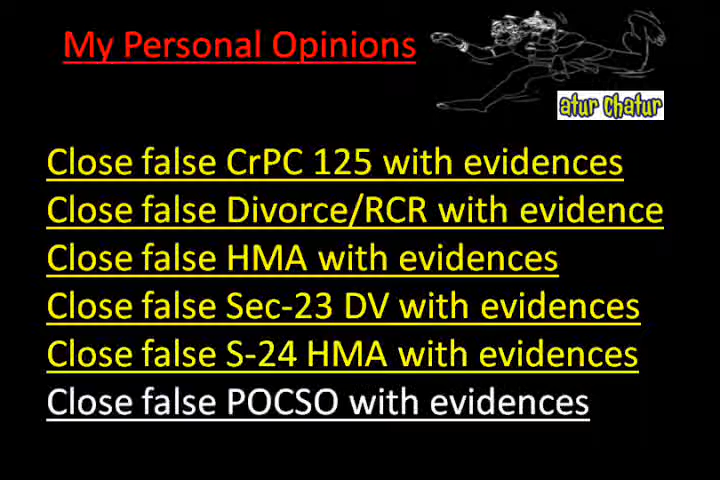 My Personal Opinions
atur chatur
Close false CrPC 125 with evidences
Close false Divorce/RCR with evidence
Close false HMA with evidences
Close false Sec-23 DV with evidences
Close false S-24 HMA with evidences
Close false POCSO with evidences